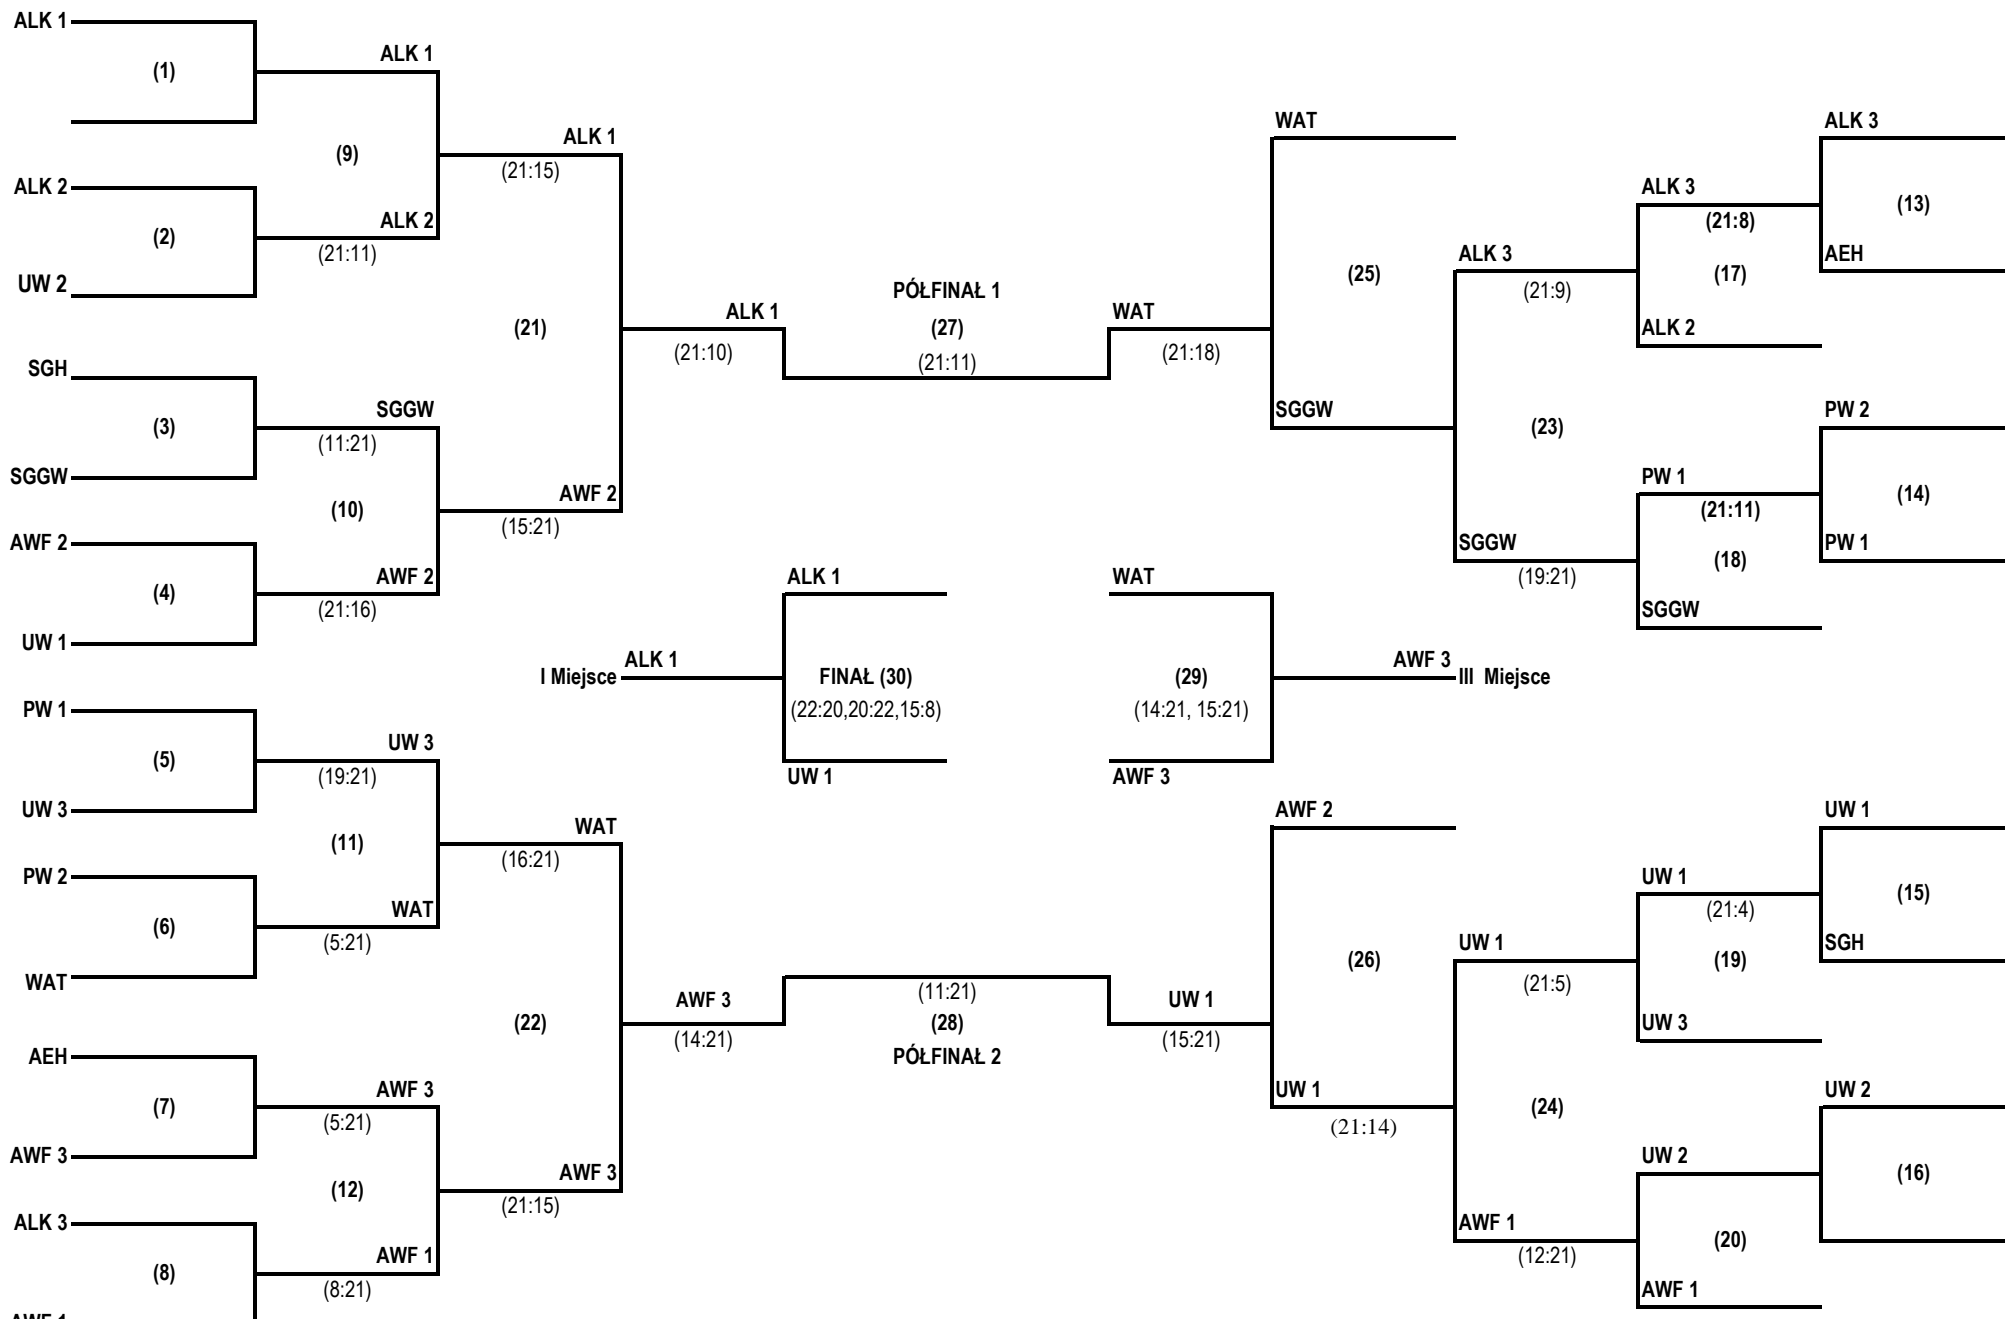 ALK 1
(1)
ALK 1
(9)
ALK 2
(2)
UW 2
ALK 2
(21:11)
ALK 1
(21:15)
(21)
SGH
(3)
SGGW
SGGW
(11:21)
(10)
AWF 2
(4)
UW 1
AWF 2
(21:16)
AWF 2
(15:21)
ALK 1
(21:10)
PÓŁFINAŁ 1
(27)
(21:11)
WAT
(21:18)
WAT
(25)
SGGW
ALK 3
(21:9)
(23)
SGGW
(19:21)
ALK 3
(21:8)
(17)
ALK 2
PW 1
(21:11)
(18)
SGGW
ALK 3
(13)
AEH
PW 2
(14)
PW 1
I Miejsce
ALK 1
ALK 1
FINAŁ (30)
(22:20,20:22,15:8)
UW 1
WAT
(29)
(14:21, 15:21)
AWF 3
AWF 3
III Miejsce
PW 1
(5)
UW 3
UW 3
(19:21)
(11)
PW 2
(6)
WAT
WAT
(5:21)
WAT
(16:21)
(22)
AEH
(7)
AWF 3
AWF 3
(5:21)
(12)
ALK 3
(8)
AWF 1
AWF 1
(8:21)
AWF 3
(21:15)
AWF 3
(14:21)
(11:21)
(28)
PÓŁFINAŁ 2
UW 1
(15:21)
AWF 2
(26)
UW 1
(21:14)
UW 1
(21:5)
(24)
AWF 1
(12:21)
UW 1
(21:4)
(19)
UW 3
UW 2
(20)
AWF 1
UW 1
(15)
SGH
UW 2
(16)